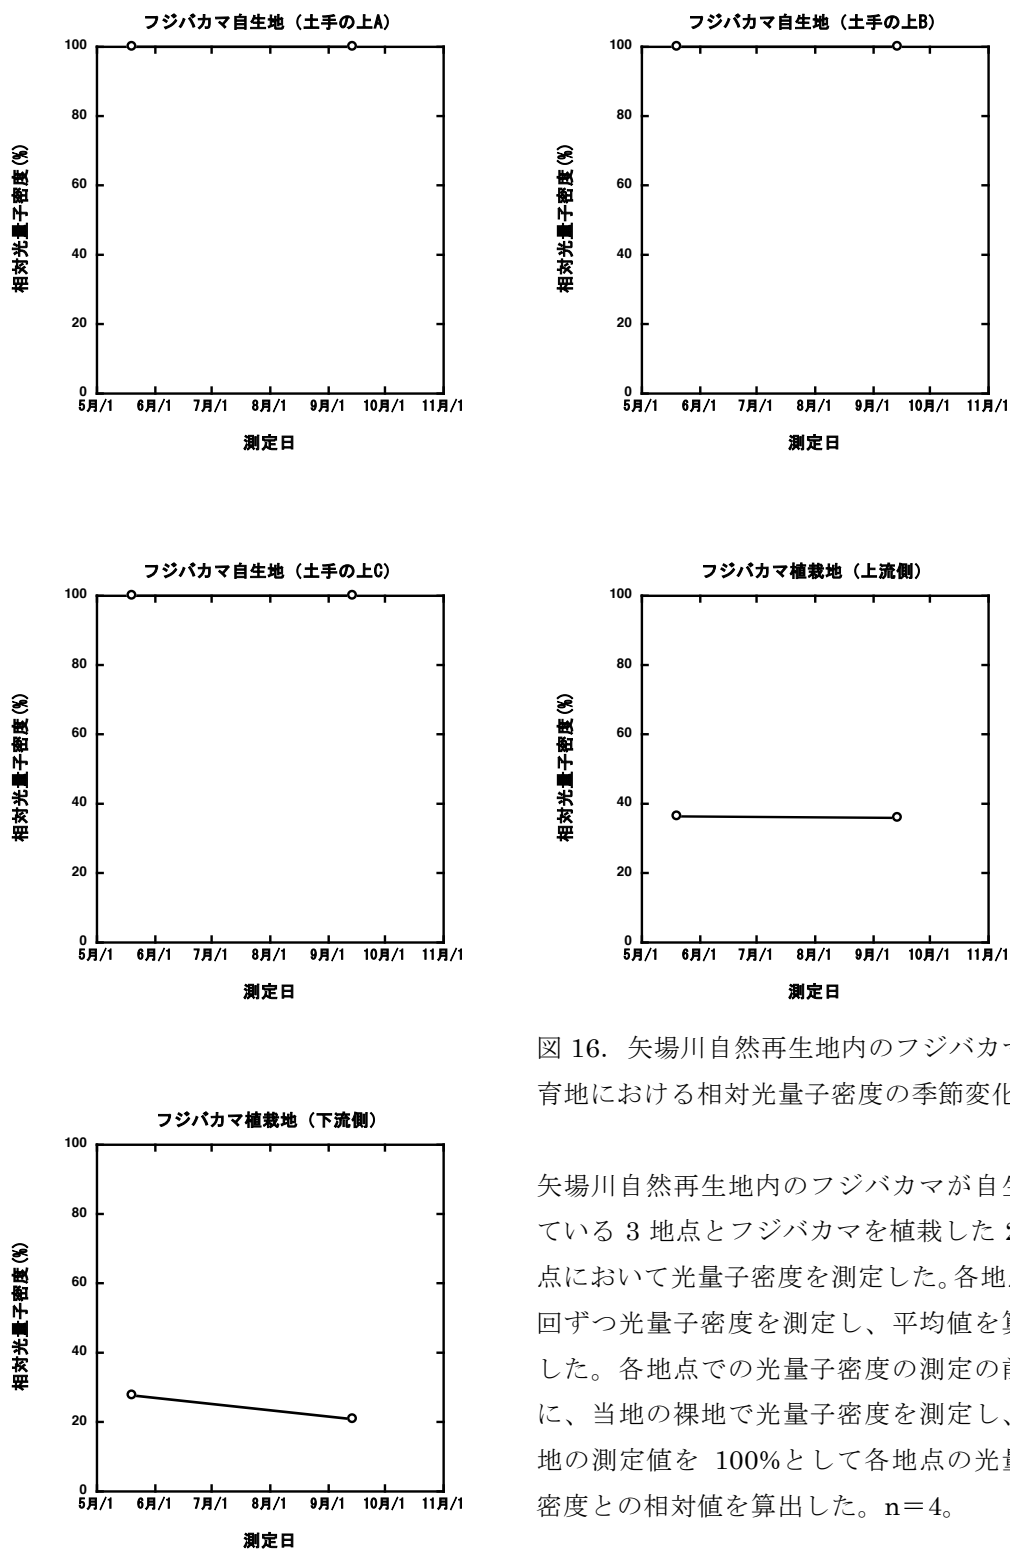 フジバカマ自生地（土手の上A）
100
80
60
40
20
0
相対光量子密度(%)
5月/1 6月/1 7月/1 8月/1 9月/1 10月/1 11月/1
測定日
フジバカマ自生地（土手の上B）
100
80
60
40
20
0
相対光量子密度(%)
5月/1 6月/1 7月/1 8月/1 9月/1 10月/1 11月/1
測定日
フジバカマ自生地（土手の上C）
100
80
60
40
20
0
相対光量子密度(%)
5月/1 6月/1 7月/1 8月/1 9月/1 10月/1 11月/1
測定日
フジバカマ植栽地（上流側）
100
80
60
40
20
0
相対光量子密度(%)
5月/1 6月/1 7月/1 8月/1 9月/1 10月/1 11月/1
測定日
フジバカマ植栽地（下流側）
100
80
60
40
20
0
相対光量子密度(%)
5月/1 6月/1 7月/1 8月/1 9月/1 10月/1 11月/1
測定日
図 16. 矢場川自然再生地内のフジバカ
育地における相対光量子密度の季節変化
矢場川自然再生地内のフジバカマが自
ている 3 地点とフジバカマを植栽した
点において光量子密度を測定した。各地
回ずつ光量子密度を測定し、平均値を
した。各地点での光量子密度の測定の
に、当地の裸地で光量子密度を測定し、
地の測定値を 100%として各地点の光
密度との相対値を算出した。n＝4。